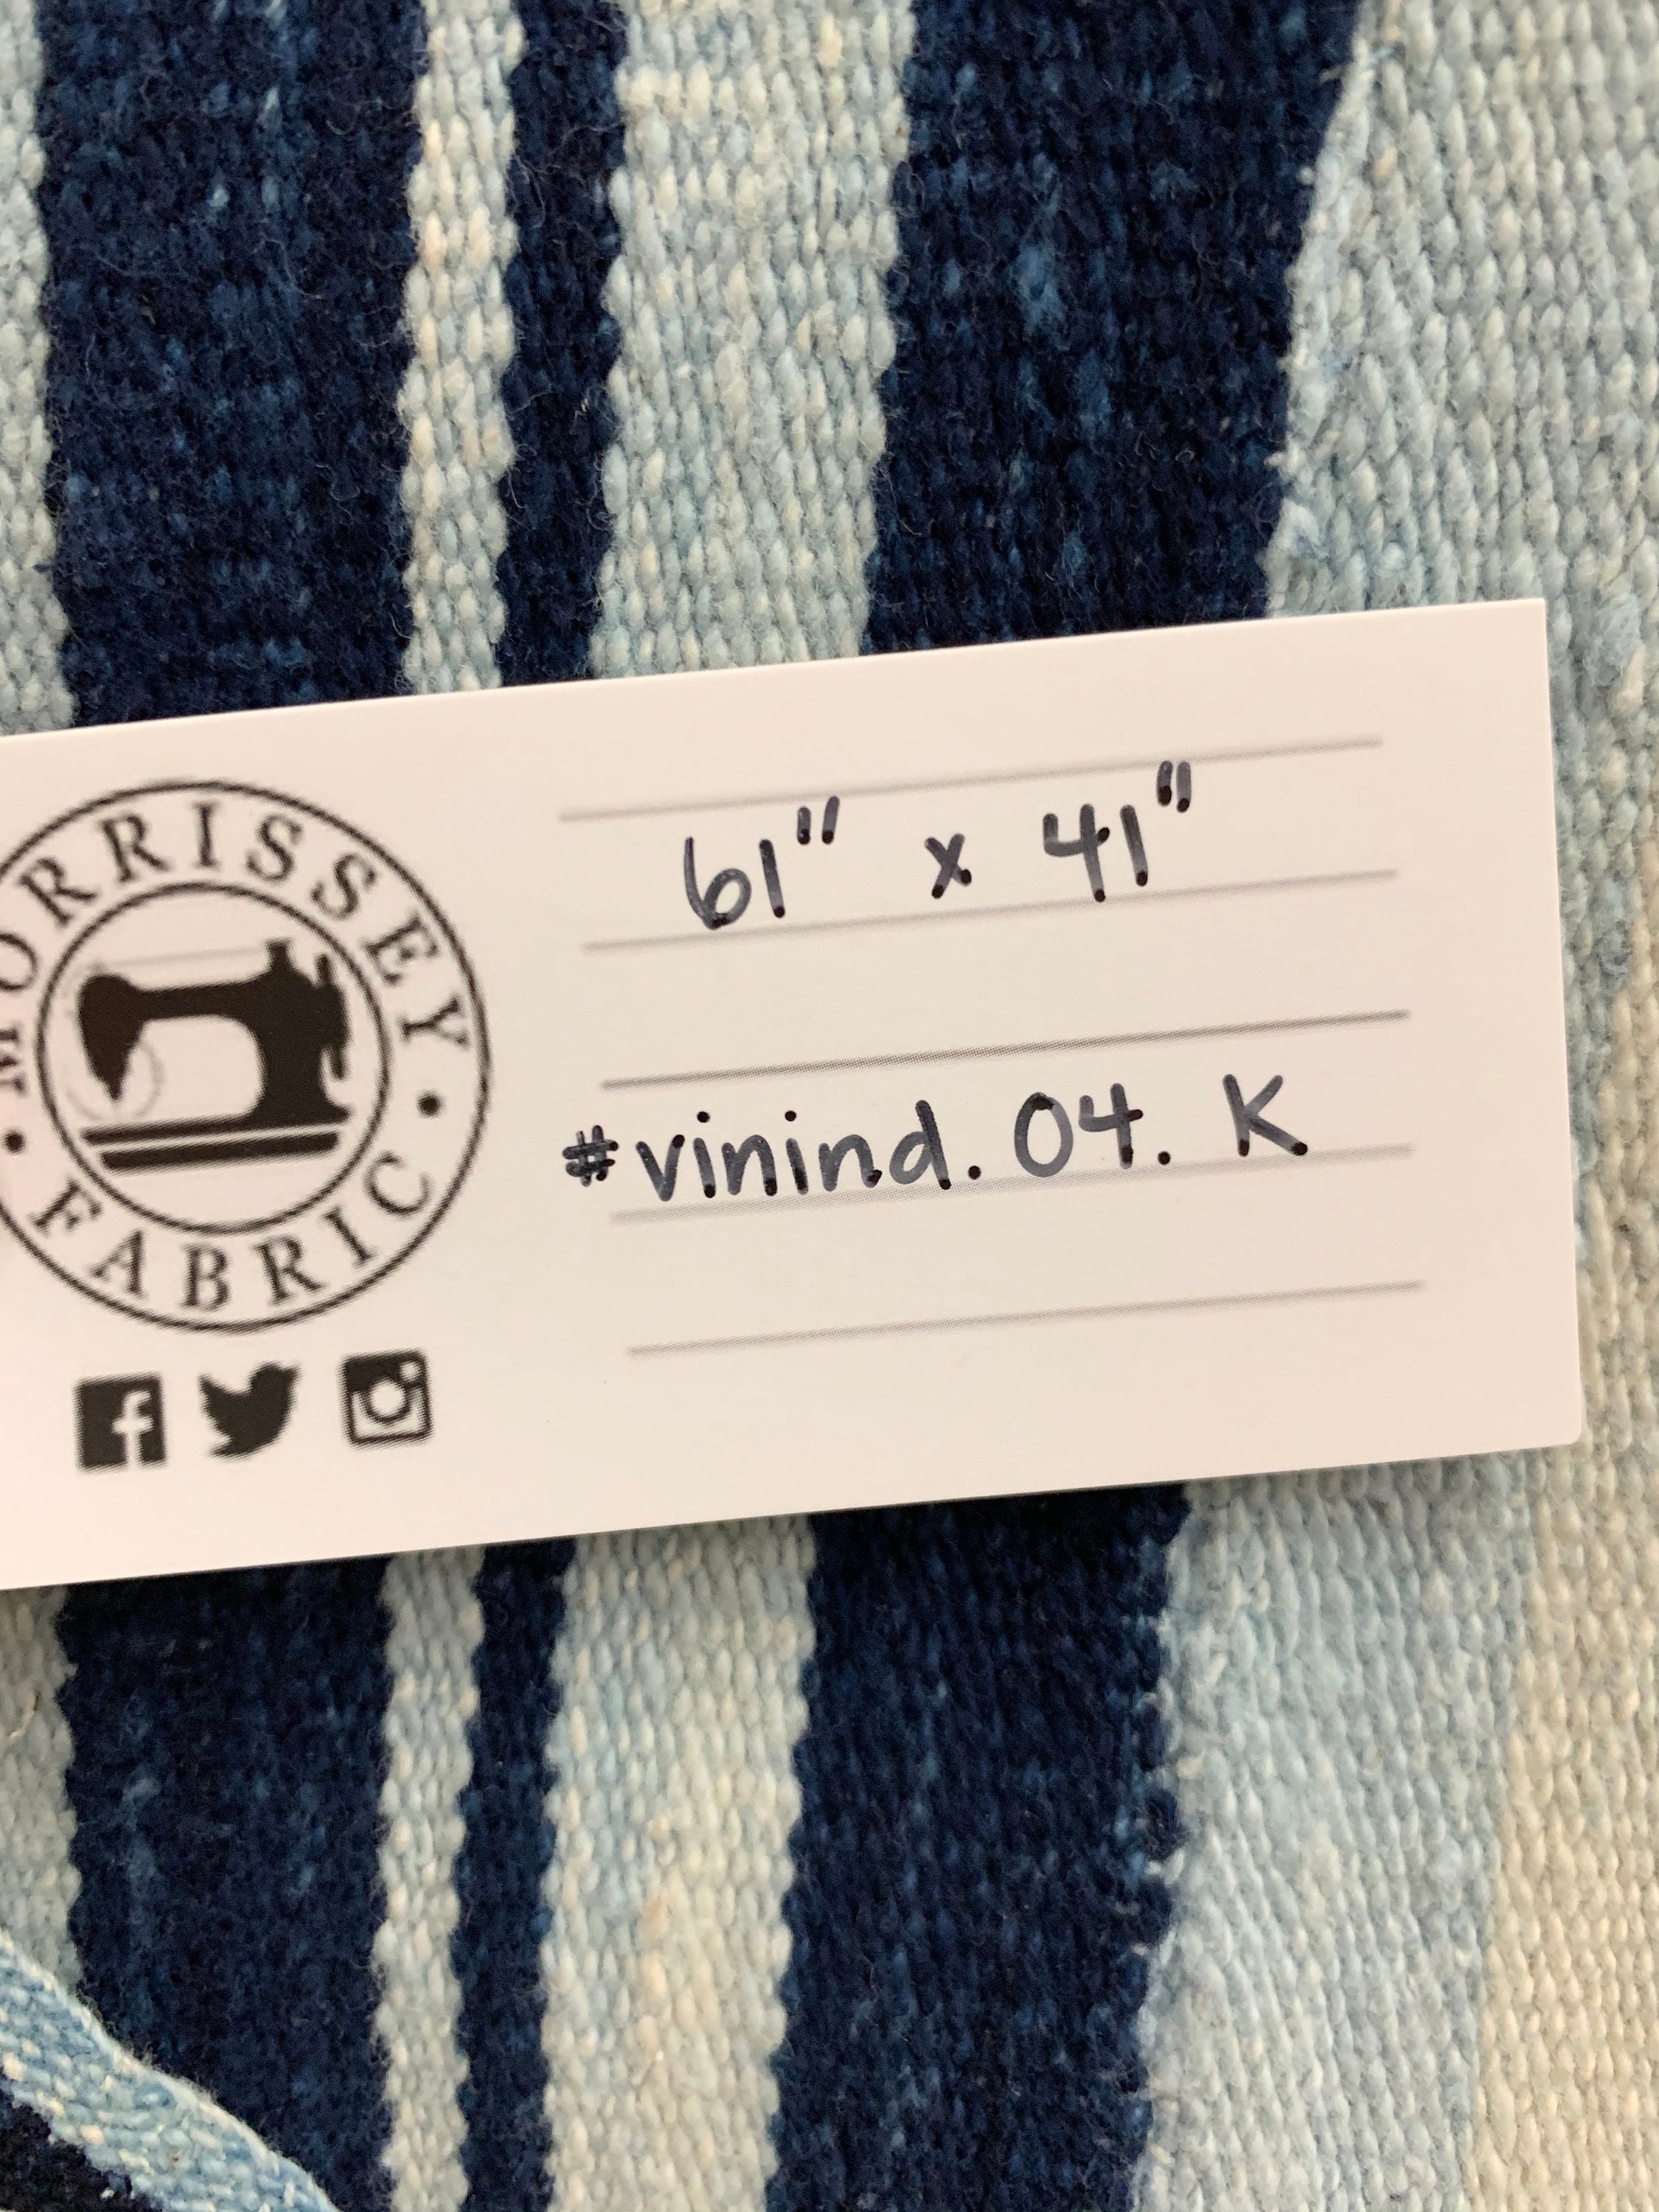 MORRISSEY
FABRIC
61" x 41"
#vinind. 04. K